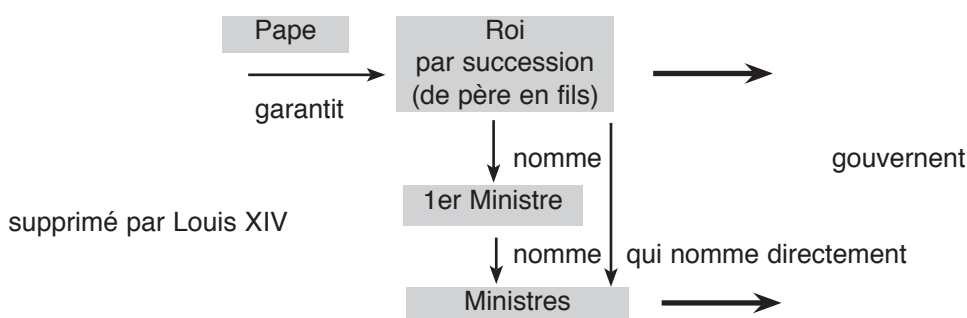 Pape
Roi
par succession
(de père en fils)
garantit
nomme
gouvernent
1er Ministre
supprimé par Louis XIV
nomme
qui nomme directement
Ministres